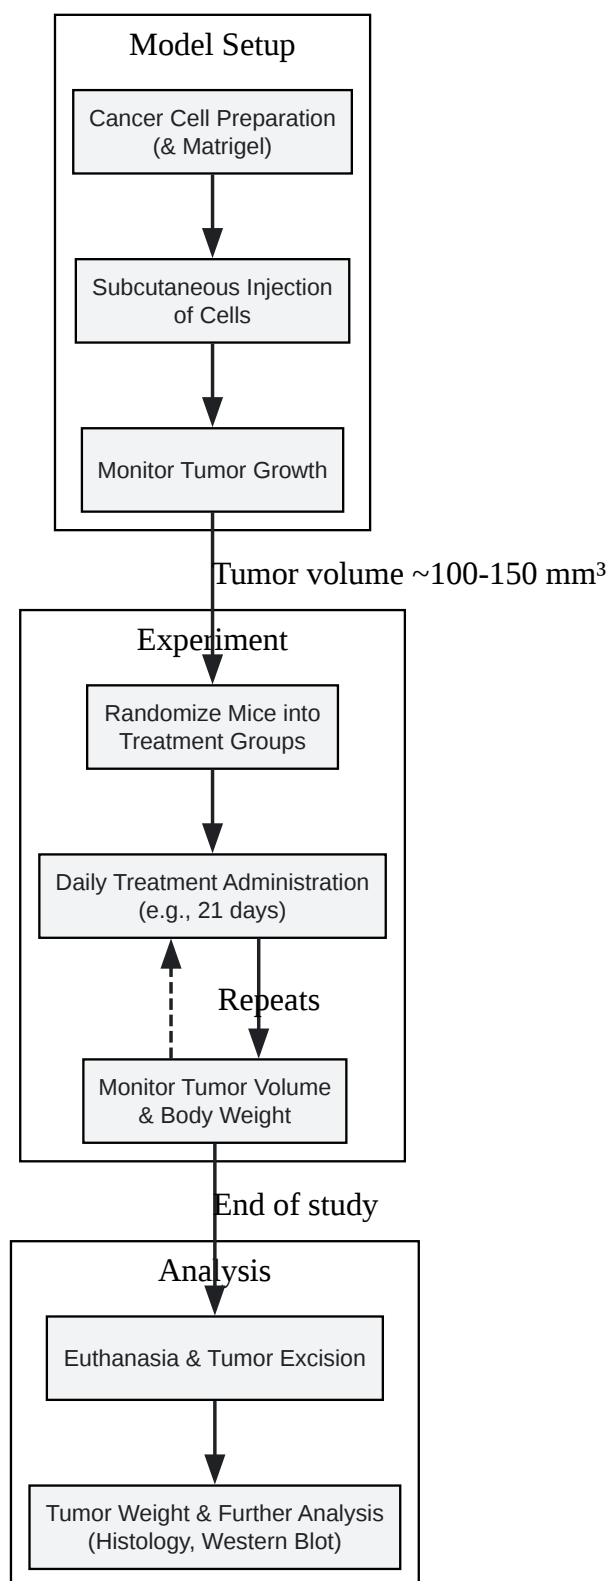 Model Setup
Cancer Cell Preparation
(& Matrigel)
Subcutaneous Injection
of Cells
Monitor Tumor Growth
Tumor volume ~100-150 mm³
Experiment
Randomize Mice into
Treatment Groups
Daily Treatment Administration
(e.g., 21 days)
Repeats
Monitor Tumor Volume
& Body Weight
End of study
Analysis
Euthanasia & Tumor Excision
Tumor Weight & Further Analysis
(Histology, Western Blot)